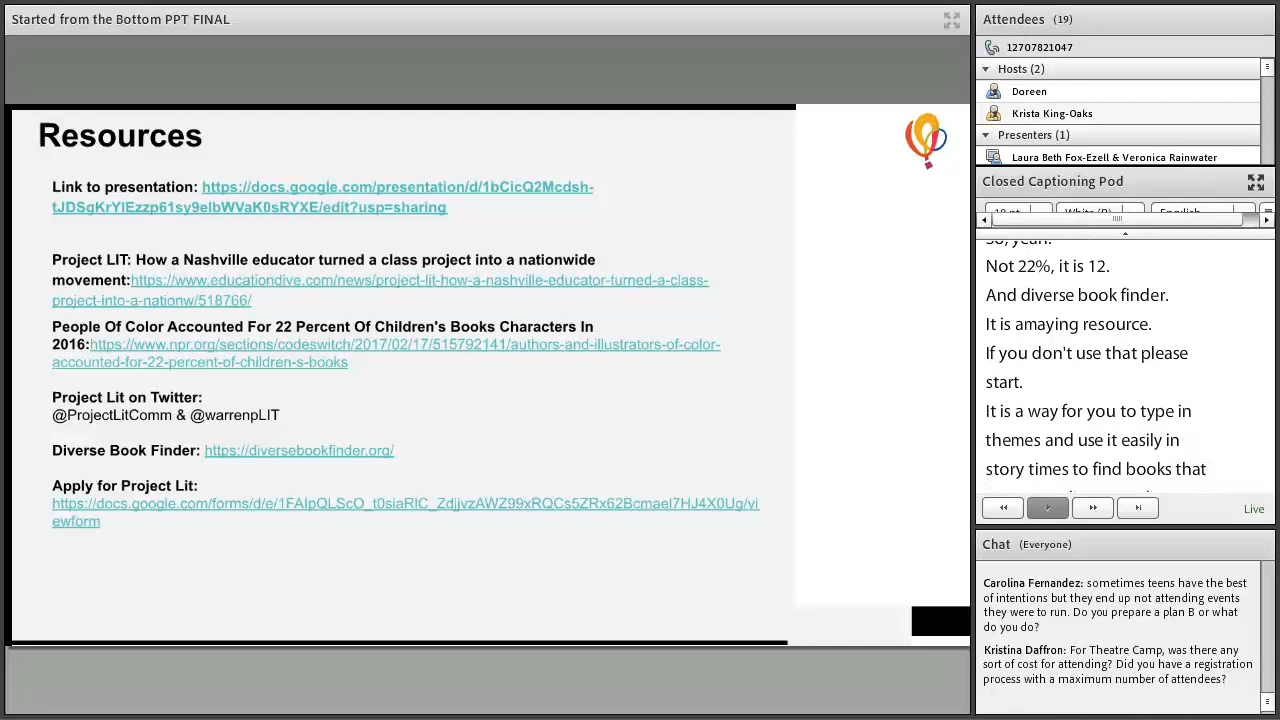 Started from the Bottom PPT FINAL
Resources
Link to presentation: https://docs.google.com/presentation/d/1bCicQ2Mcdsh-
tJDSgKrYlEzzp61sy9elbWVaK0sRYXE/edit?usp=sharing
Project LIT: How a Nashville educator turned a class project into a nationwide
movement:https://www.educationdive.com/news/project-lit-how-a-nashville-educator-turned-a-class-
project-into-a-nationw/518766/
People Of Color Accounted For 22 Percent Of Children's Books Characters In
2016:https://www.npr.org/sections/codeswitch/2017/02/17/515792141/authors-and-illustrators-of-color-
accounted-for-22-percent-of-children-s-books
Project Lit on Twitter:
@ProjectLitComm & @warrenpLIT
Diverse Book Finder: https://diversebookfinder.org/
Apply for Project Lit:
https://docs.google.com/forms/d/e/1FAIpQLScO_t0siaRlC_ZdjjvzAWZ99xRQCs5ZRx62Bcmael7HJ4X0Ug/vi
ewform
Attendees (19)
12707821047
Hosts (2)
Doreen
Krista King-Oaks
Presenters (1)
Laura Beth Fox-Ezell & Veronica Rainwater
Closed Captioning Pod
18 pt White (B) English
So, yeah.
Not 22%, it is 12.
And diverse book finder.
It is amaying resource.
If you don't use that please
start.
It is a way for you to type in
themes and use it easily in
story times to find books that
Live
Chat (Everyone)
Carolina Fernandez: sometimes teens have the best
of intentions but they end up not attending events
they were to run. Do you prepare a plan B or what
do you do?
Kristina Daffron: For Theatre Camp, was there any
sort of cost for attending? Did you have a registration
process with a maximum number of attendees?